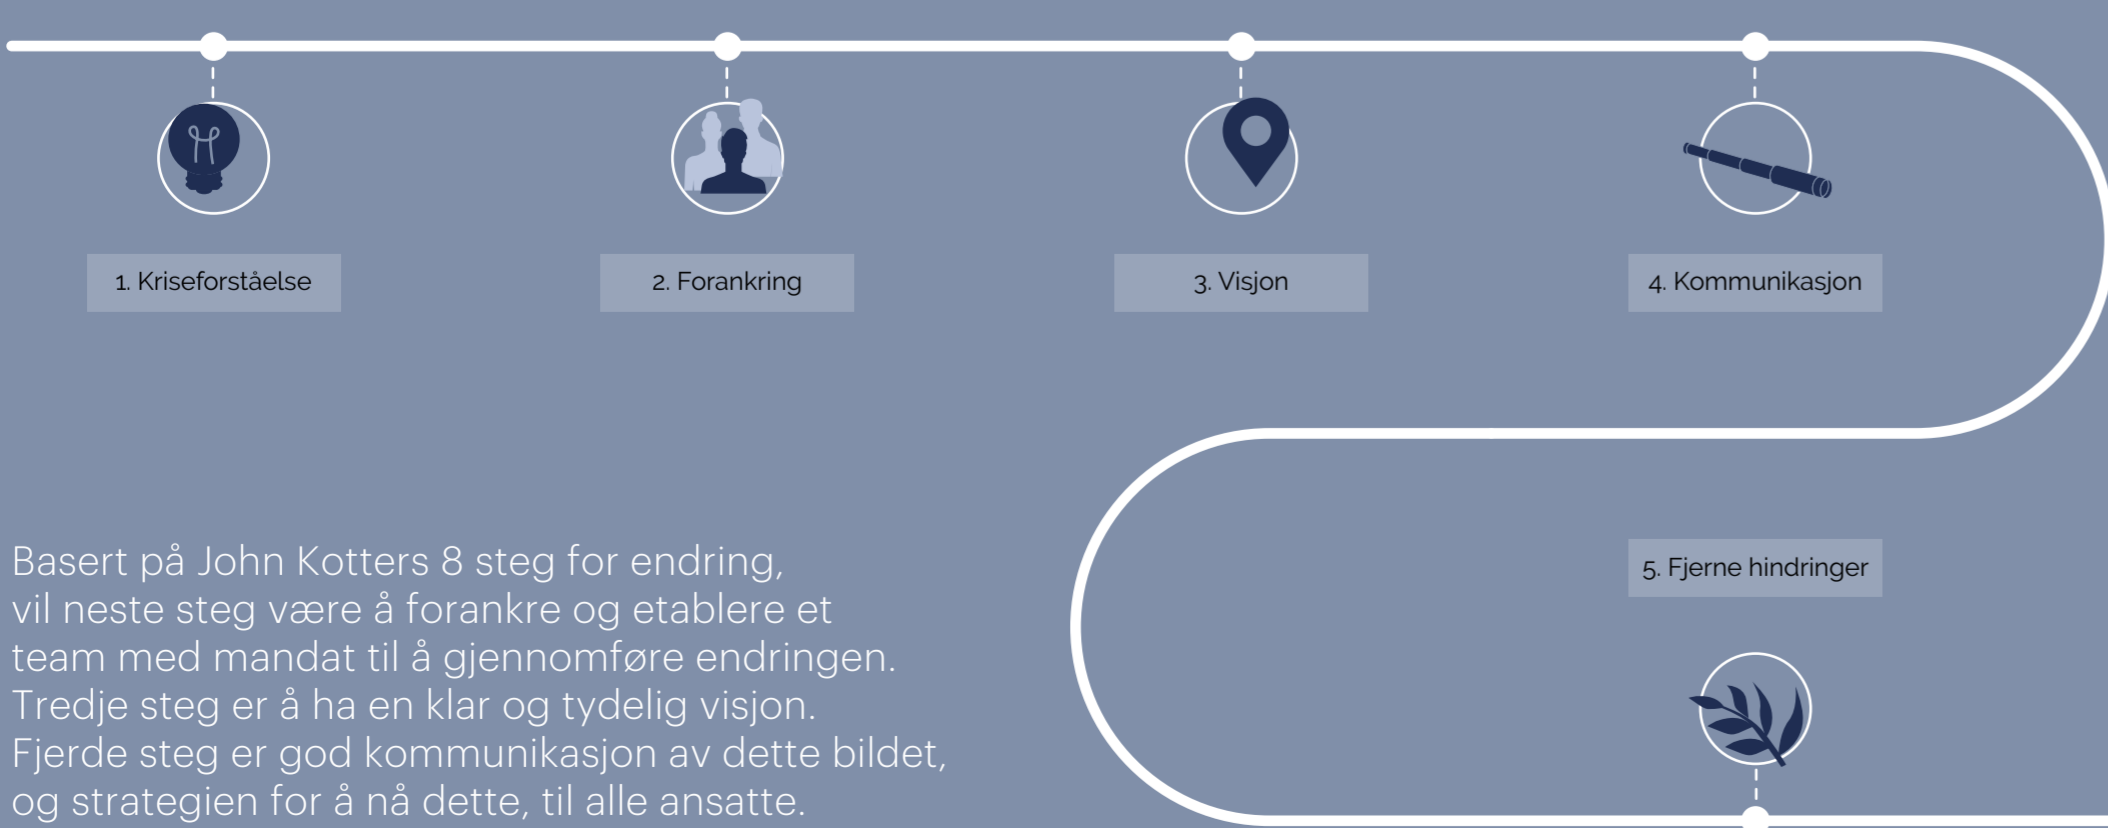 1. Kriseforståelse
2. Forankring
3. Visjon
4. Kommunikasjon
5. Fjerne hindringer
Basert på John Kotters 8 steg for endring,
vil neste steg være å forankre og etablere et
team med mandat til å gjennomføre endringen.
Tredje steg er å ha en klar og tydelig visjon.
Fjerde steg er god kommunikasjon av dette bildet,
og strategien for å nå dette, til alle ansatte.